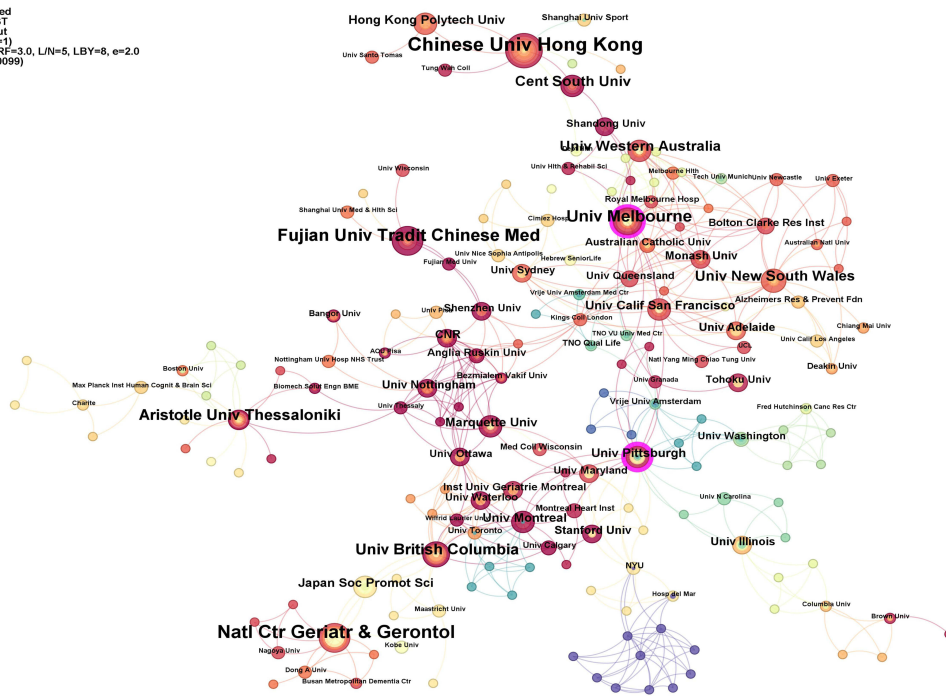 ed
ST
ut
=1)
RF=3.0, L/N=5, LBY=8, e=2.0
0099)
Hong Kong Polytech Univ
Shanghai Univ Sport
Chinese Univ Hong Kong
Univ Santo Tomas
Tung Wah Coll
Cent South Univ
Shandong Univ
Univ Western Australia
Univ Hlth & Rehabil Sci
Univ Wisconsin
Melbourne Hlth
Tech Univ Munich
Univ Newcastle
Univ Exeter
Royal Melbourne Hosp
Shanghai Univ Med & Hlth Sci
Cimiez Hosp
Univ Melbourne
Bolton Clarke Res Inst
Fujian Univ Tradit Chinese Med
Australian Catholic Univ
Australian Natl Univ
Univ Nice Sophia Antipolis
Hebrew SeniorLife
Monash Univ
Fujian Med Univ
Univ Sydney
Univ Queensland
Univ New South Wales
Vrije Univ Amsterdam Med Ctr
Univ Calif San Francisco
Alzheimers Res & Prevent Fdn
Bangor Univ
Univ Pisa
Shenzhen Univ
Kings Coll London
Univ Adelaide
Chiang Mai Univ
CNR
TNO VU Univ Med Ctr
TNO Qual Life
UCL
Univ Calif Los Angeles
Nottingham Univ Hosp NHS Trust
AOU Pisa
Anglia Ruskin Univ
Natl Yang Ming Chiao Tung Univ
Deakin Univ
Boston Univ
Max Planck Inst Human Cognit & Brain Sci
Biomech Solut Engn BME
Univ Nottingham
Bezmialem Vakif Univ
Univ Granada
Tohoku Univ
Charite
Aristotle Univ Thessaloniki
Univ Thessaly
Vrije Univ Amsterdam
Fred Hutchinson Canc Res Ctr
Marquette Univ
Univ Washington
Univ Ottawa
Med Coll Wisconsin
Univ Pittsburgh
Univ Maryland
Inst Univ Geriatrie Montreal
Univ Waterloo
Univ N Carolina
Montreal Heart Inst
Wilfrid Laurier Univ
Univ Montreal
Univ Toronto
Stanford Univ
Univ British Columbia
Univ Calgary
Univ Illinois
NYU
Japan Soc Promot Sci
Hosp del Mar
Maastricht Univ
Columbia Univ
Brown Univ
Natl Ctr Geriatr & Gerontol
Kobe Univ
Nagoya Univ
Dong A Univ
Busan Metropolitan Dementia Ctr